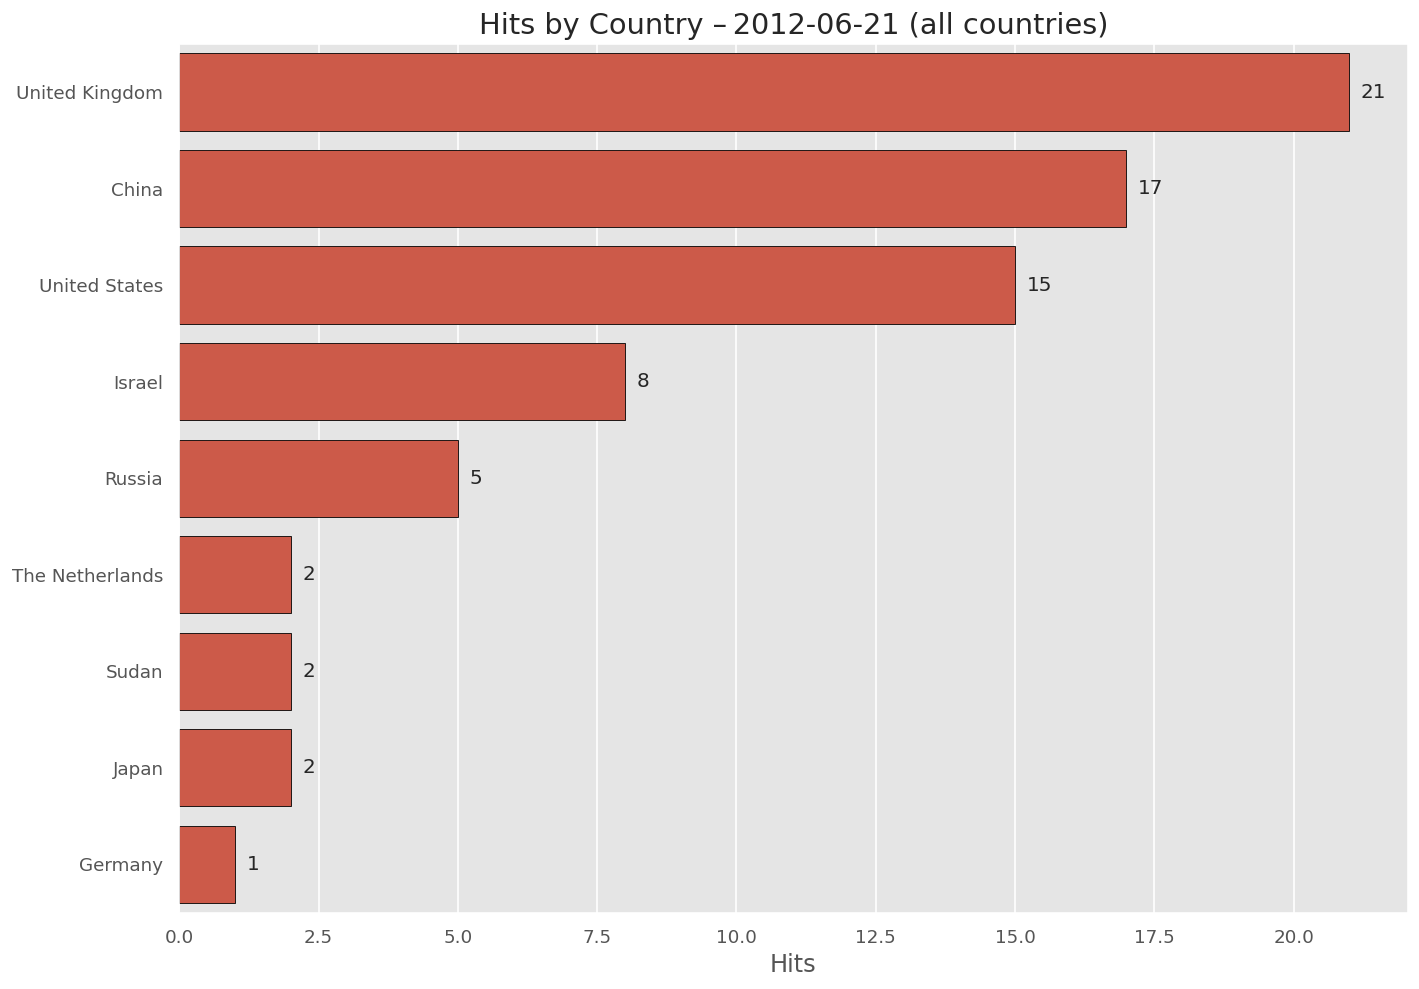 Hits by Country – 2012-06-21 (all countries)
United Kingdom 21
China 17
United States 15
Israel 8
Russia 5
The Netherlands 2
Sudan 2
Japan 2
Germany 1
0.0 2.5 5.0 7.5 10.0 12.5 15.0 17.5 20.0
Hits